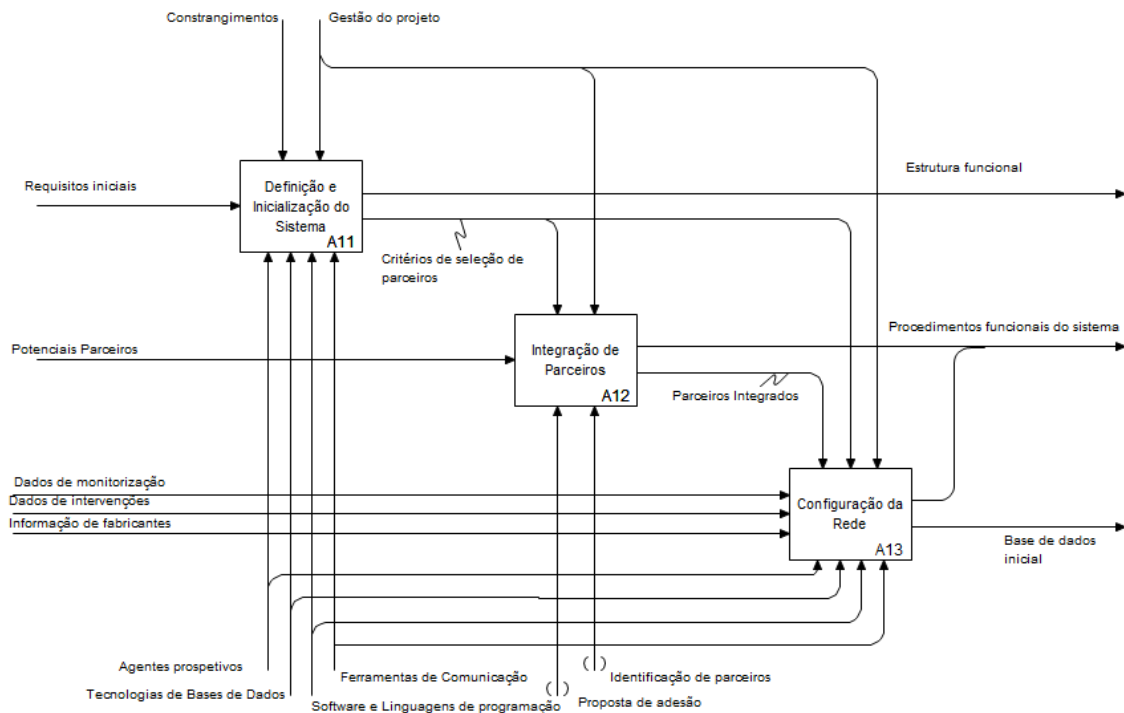 Constrangimentos
Gestão do projeto
Requisitos iniciais
Definição e
Inicialização do
Sistema
A11
Estrutura funcional
Critérios de seleção de
parceiros
Potenciais Parceiros
Integração de
Parceiros
A12
Procedimentos funcionais do sistema
Parceiros Integrados
Dados de monitorização
Dados de intervenções
Informação de fabricantes
Configuração da
Rede
A13
Base de dados
inicial
Agentes prospetivos
Ferramentas de Comunicação
( ) Identificação de parceiros
Tecnologias de Bases de Dados
Software e Linguagens de programação
( ) Proposta de adesão